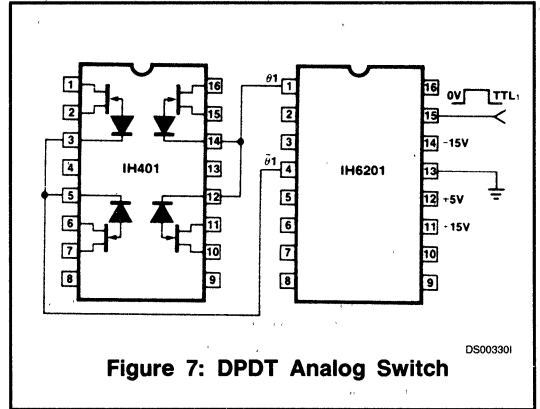 1 16 θ1 1 16
2 15 2 15 0V TTL₁
3 14 3 14 -15V
IH401 IH6201
4 13 θ̄1 4 13
5 12 5 12 +5V
6 11 6 11 -15V
7 10 7 10
8 9 8 9
DS00330I
Figure 7: DPDT Analog Switch